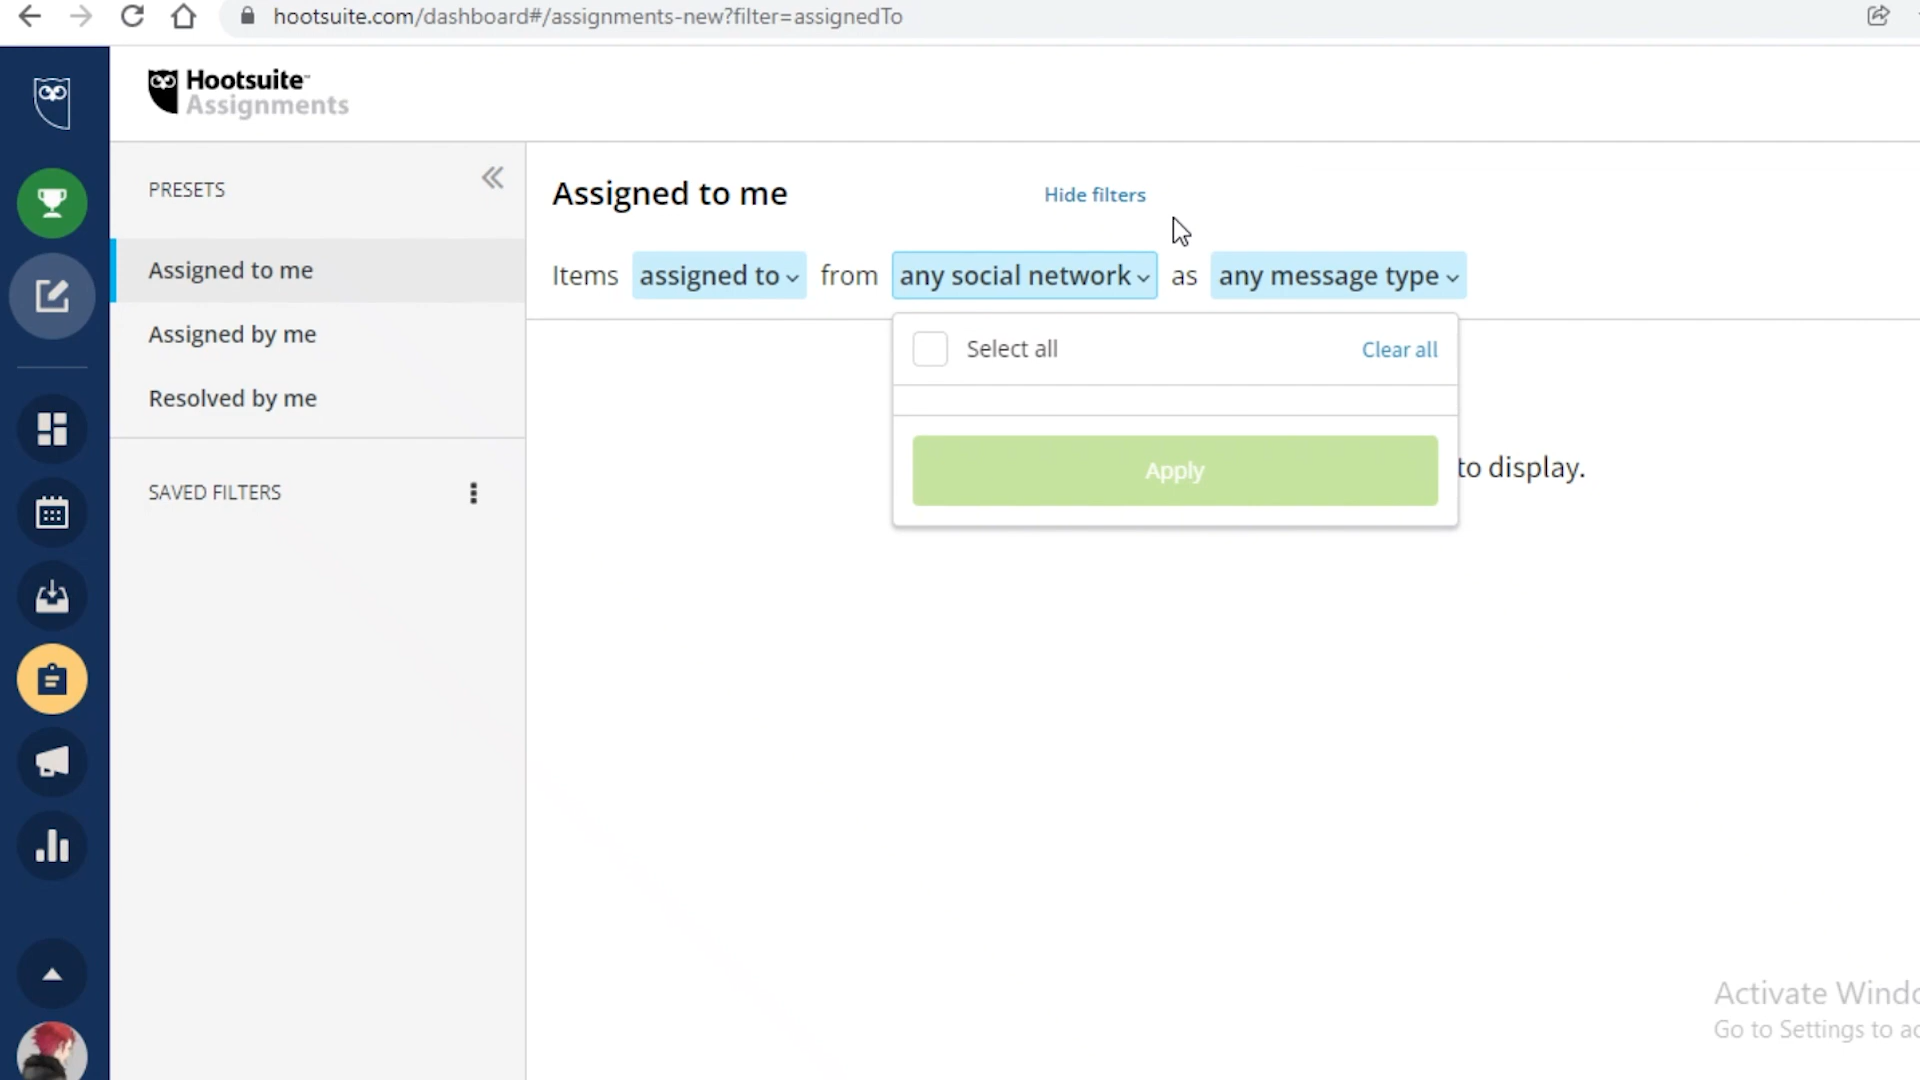 hootsuite.com/dashboard#/assignments-new?filter=assignedTo
Hootsuite™
Assignments
PRESETS
Assigned to me
Assigned by me
Resolved by me
SAVED FILTERS
Assigned to me
Hide filters
Items assigned to from any social network as any message type
Select all
Clear all
Apply
to display.
Activate Windo
Go to Settings to ac